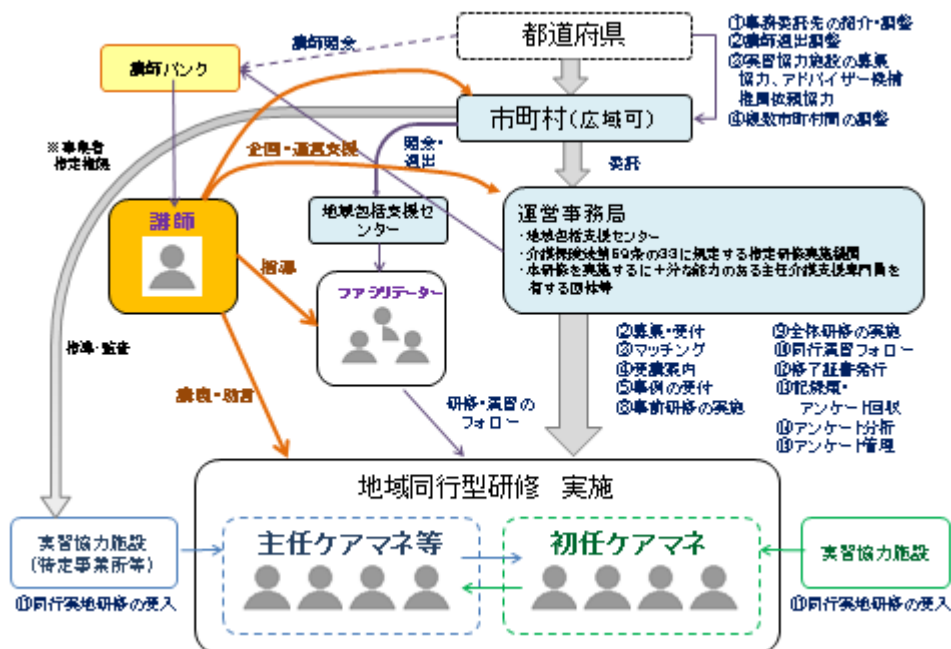 都道府県
①事務委託先の紹介・調整
②講師選出調整
③実習協力施設の募集
協力、アドバイザー候補
推薦依頼協力
④複数市町村間の調整
講師照会
講師バンク
市町村(広域可)
※事業者
指定権限
企画・運営支援
照会・
選出
委託
講師
地域包括支援セ
ンター
運営事務局
・地域包括支援センター
・介護保険法第69条の33に規定する指定研修実施機関
・本研修を実施するに十分な能力のある主任介護支援専門員を
有する団体等
指導
ファシリテーター
指導・監査
講義・助言
研修・演習の
フォロー
②募集・受付
③マッチング
④受講案内
⑤事例の受付
⑨全体研修の実施
⑩同行演習フォロー
⑫修了証書発行
⑬記録類・
アンケート回収
⑭アンケート分析
アンケート管理
事前研修の実施
地域同行型研修 実施
実習協力施設
(特定事業所等)
⑪同行実地研修の受入
主任ケアマネ等
初任ケアマネ
実習協力施設
⑪同行実地研修の受入